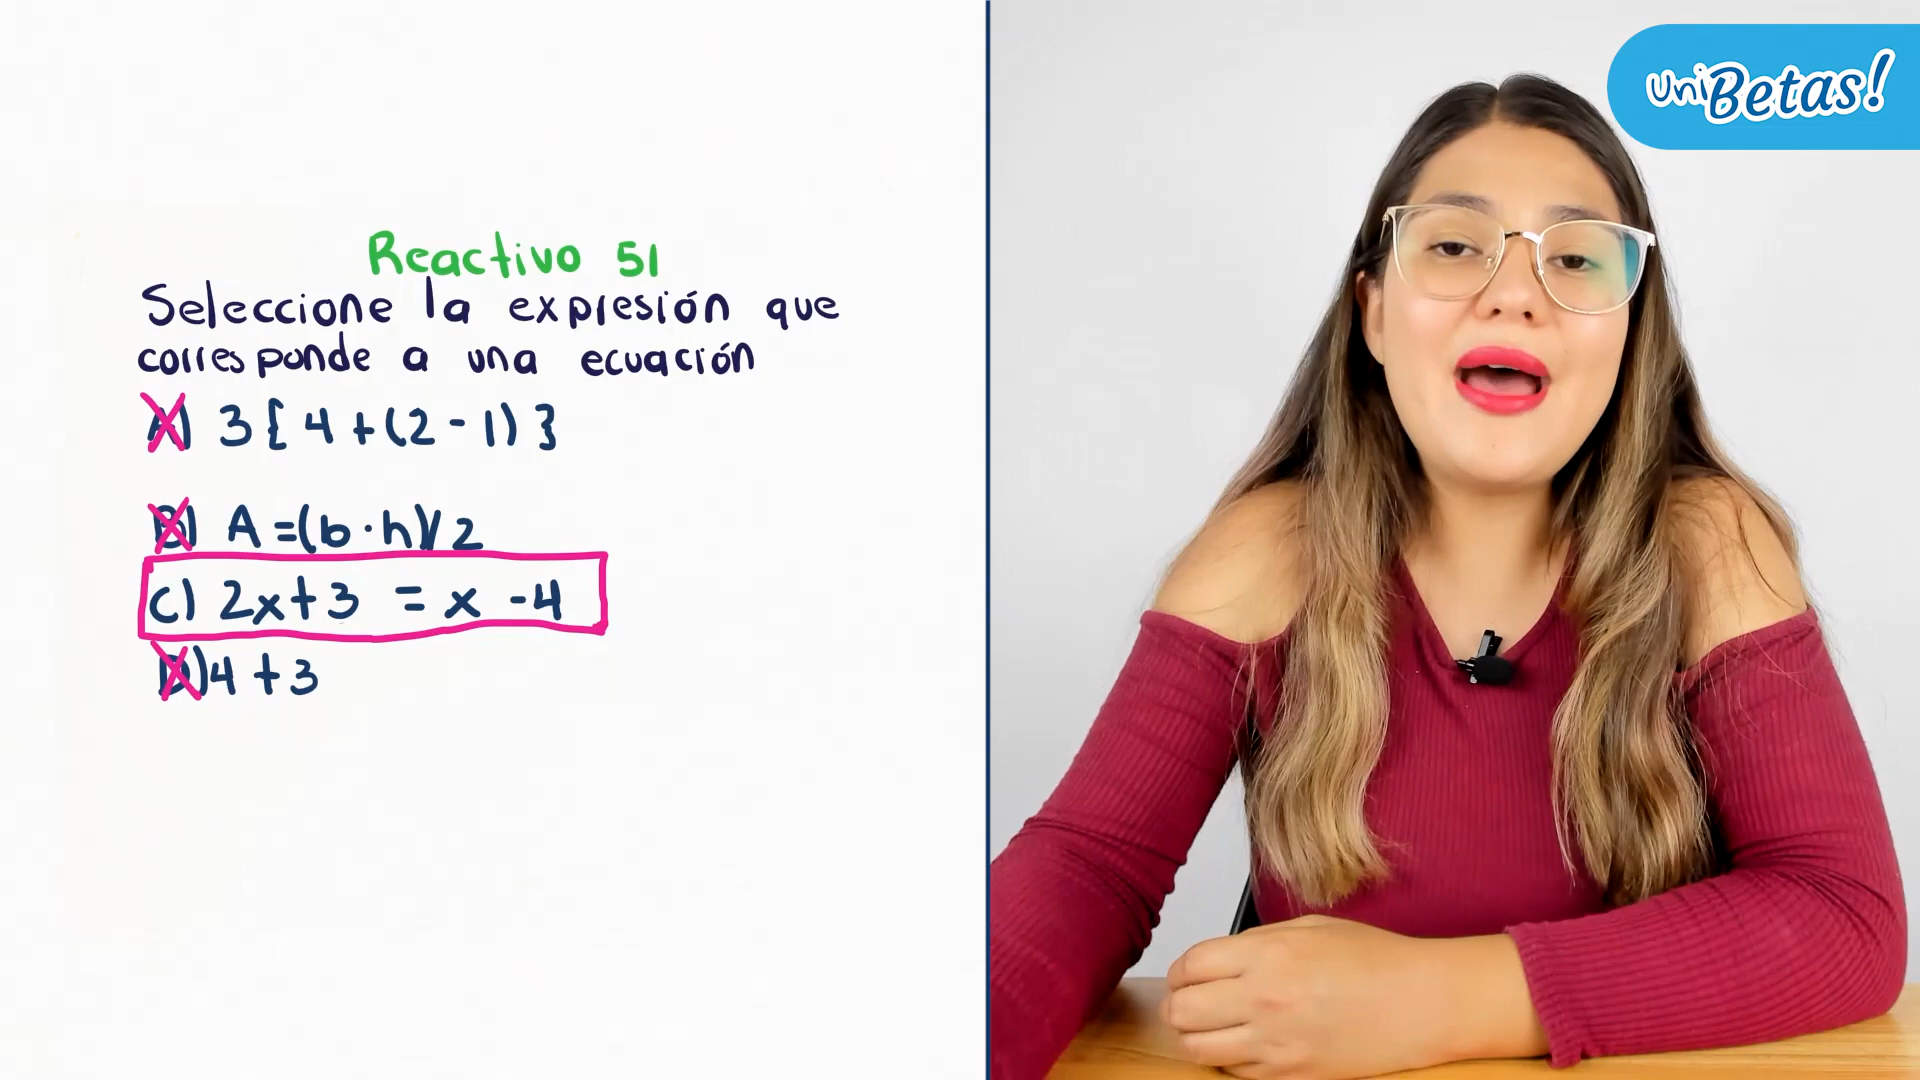 Reactivo 51
Seleccione la expresión que
corresponde a una ecuación
A) 3{4+(2-1)}
B) A=(b·h)/2
C) 2x+3 = x -4
D) 4+3
uniBetas!